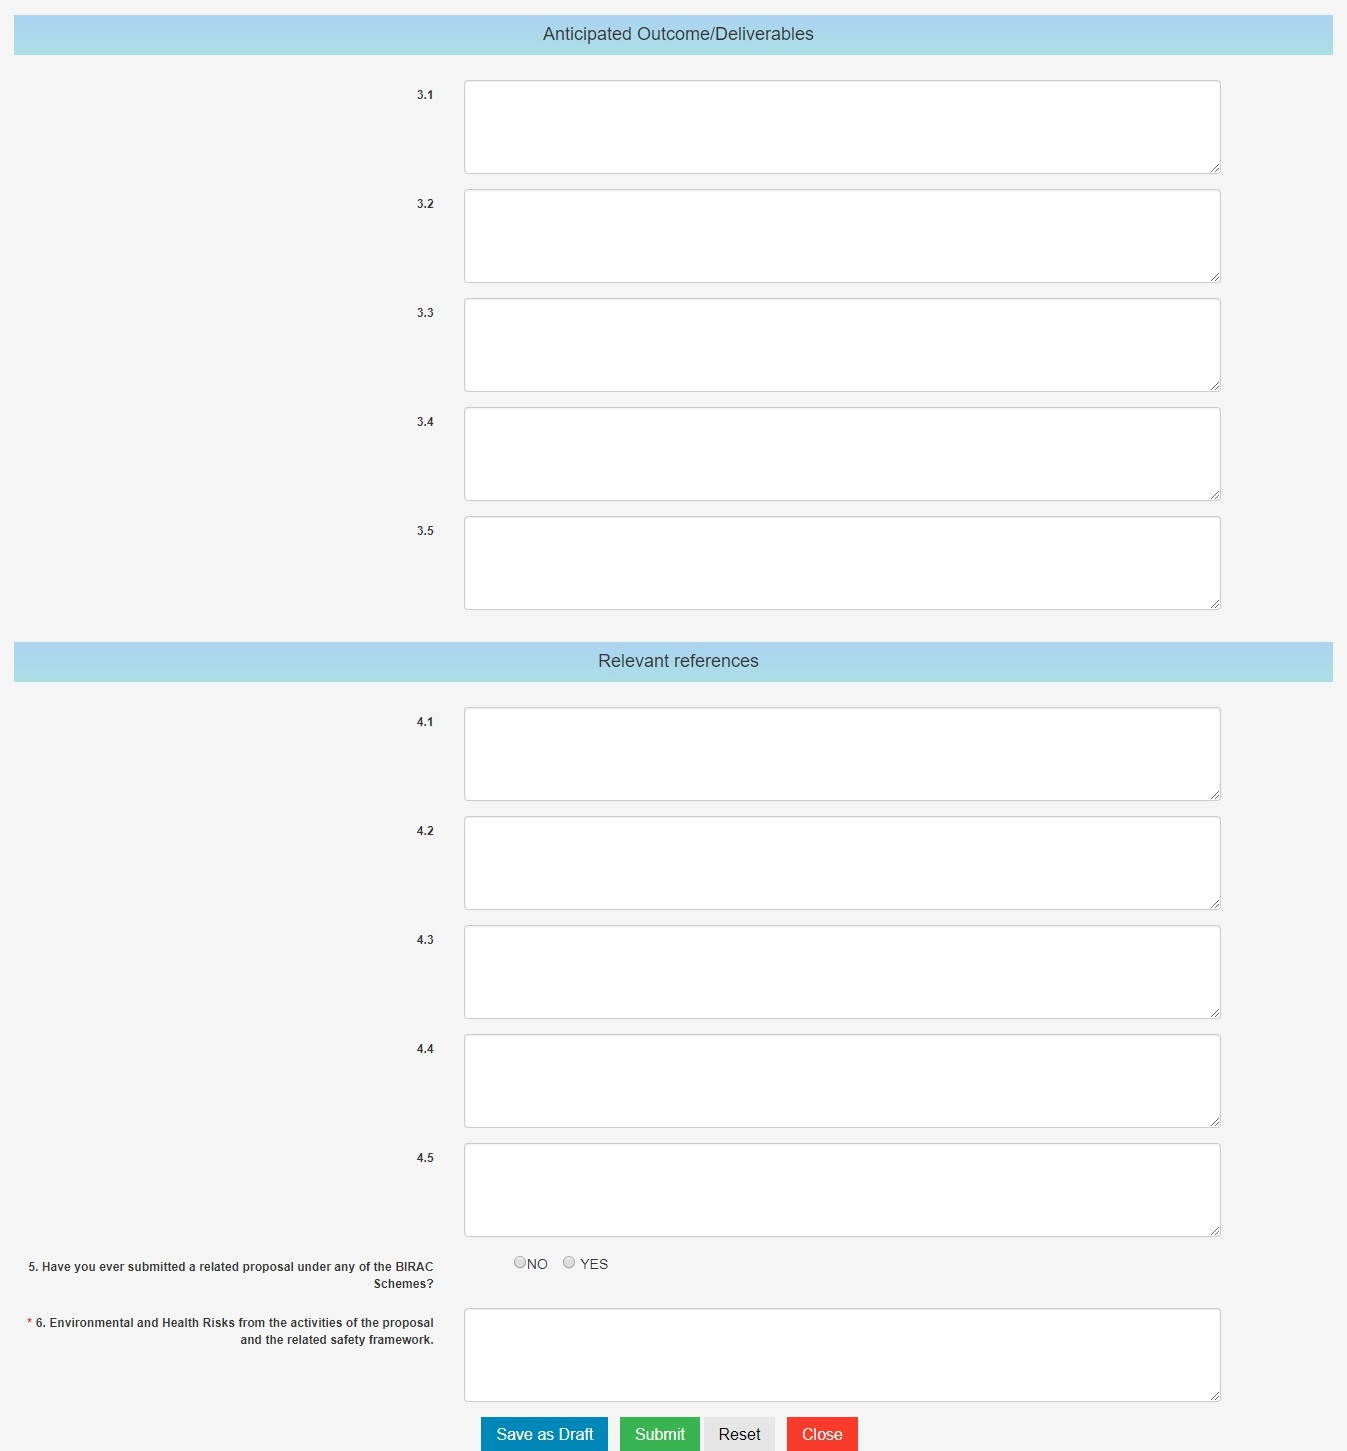 Anticipated Outcome/Deliverables
3.1
3.2
3.3
3.4
3.5
Relevant references
4.1
4.2
4.3
4.4
4.5
5. Have you ever submitted a related proposal under any of the BIRAC
Schemes?
NO YES
* 6. Environmental and Health Risks from the activities of the proposal
and the related safety framework.
Save as Draft Submit Reset Close